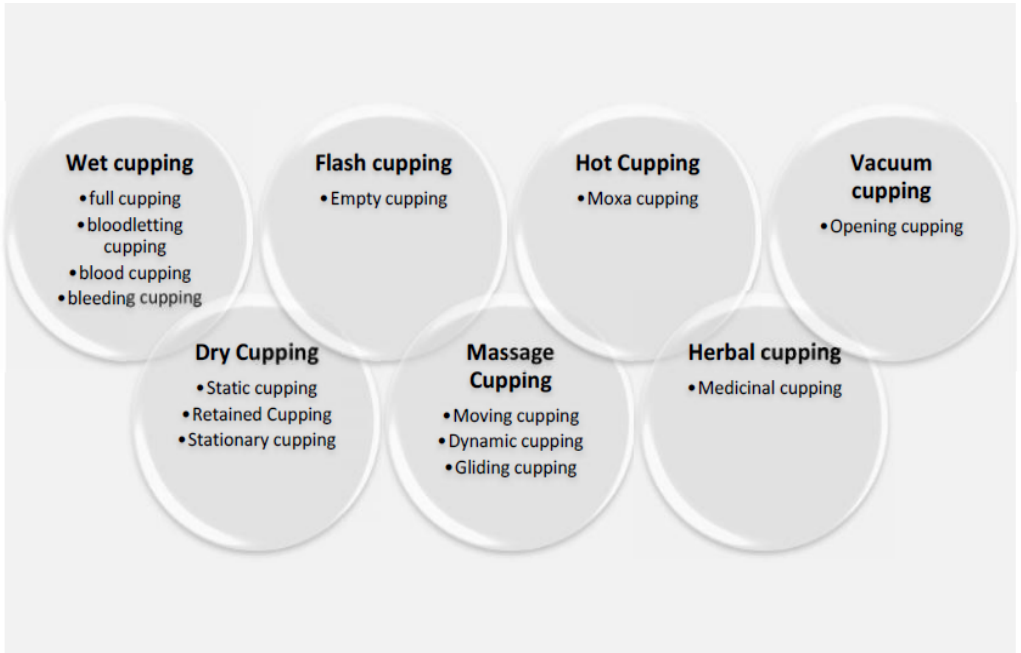 Wet cupping
•full cupping
•bloodletting
cupping
•blood cupping
•bleeding cupping
Flash cupping
•Empty cupping
Hot Cupping
•Moxa cupping
Vacuum
cupping
•Opening cupping
Dry Cupping
•Static cupping
•Retained Cupping
•Stationary cupping
Massage
Cupping
•Moving cupping
•Dynamic cupping
•Gliding cupping
Herbal cupping
•Medicinal cupping